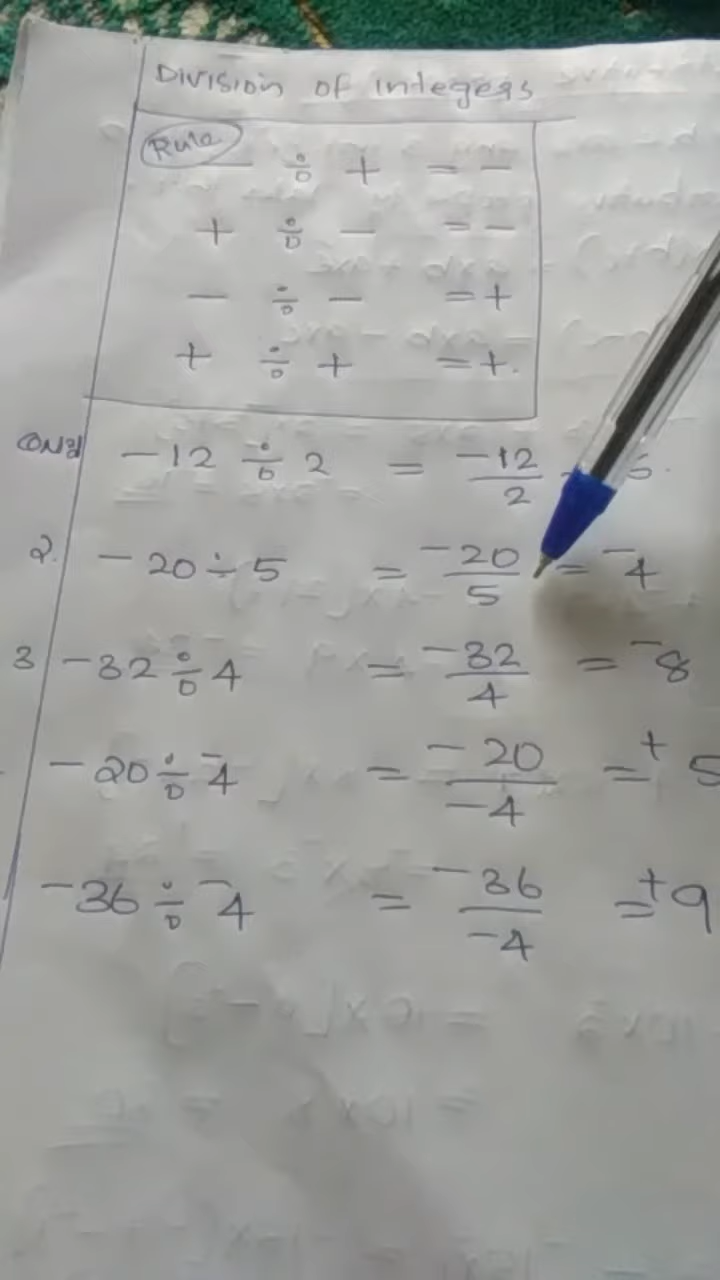 Division of integers
Rule
- ÷ + = -
+ ÷ - = -
- ÷ - = +
+ ÷ + = +.
-12 ÷ 2 = -12/2
2. -20 ÷ 5 = -20/5 = -4
3 -32 ÷ 4 = -32/4 = -8
-20 ÷ -4 = -20/-4 = +5
-36 ÷ -4 = -36/-4 = +9